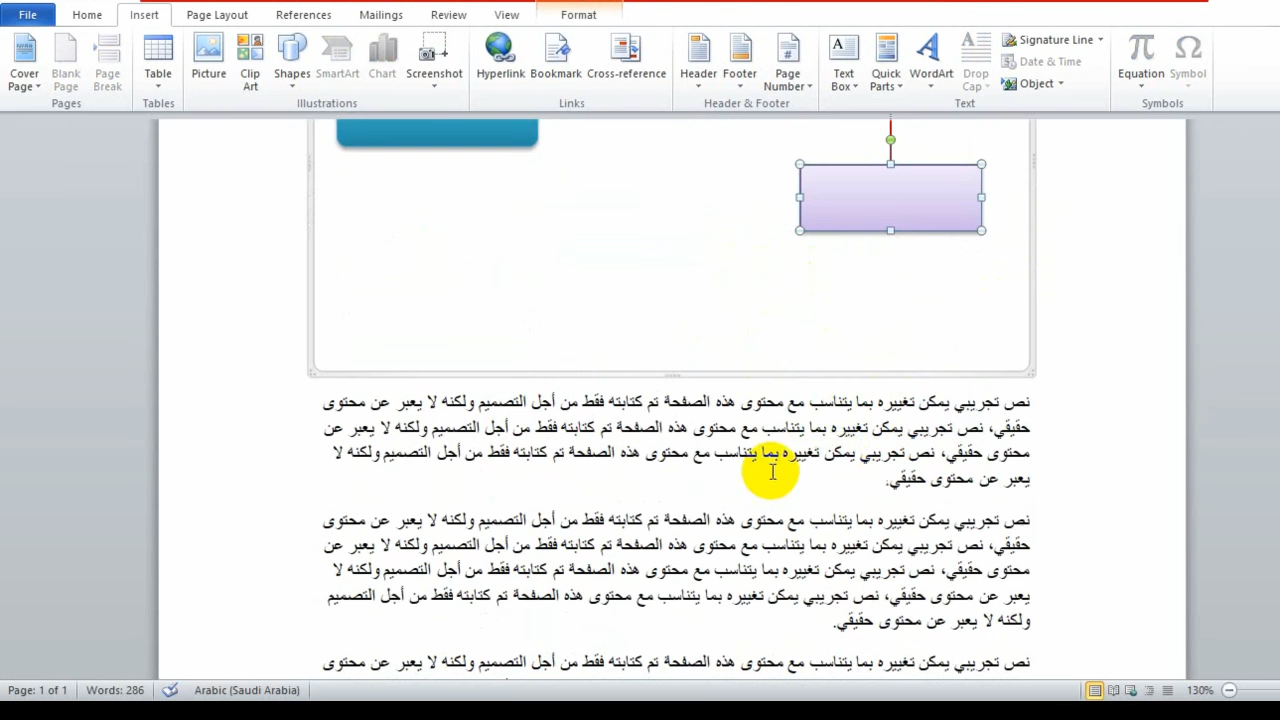 File Home Insert Page Layout References Mailings Review View Format
Cover Page
Blank Page
Page Break
Table
Picture
Clip Art
Shapes
SmartArt
Chart
Screenshot
Hyperlink
Bookmark
Cross-reference
Header
Footer
Page Number
Text Box
Quick Parts
WordArt
Drop Cap
Signature Line
Date & Time
Object
Equation
Symbol
Pages Tables Illustrations Links Header & Footer Text Symbols
نص تجريبي يمكن تغييره بما يتناسب مع محتوى هذه الصفحة تم كتابته فقط من أجل التصميم ولكنه لا يعبر عن محتوى
حقيقي، نص تجريبي يمكن تغييره بما يتناسب مع محتوى هذه الصفحة تم كتابته فقط من أجل التصميم ولكنه لا يعبر عن
محتوى حقيقي، نص تجريبي يمكن تغييره بما يتناسب مع محتوى هذه الصفحة تم كتابته فقط من أجل التصميم ولكنه لا
يعبر عن محتوى حقيقي.
نص تجريبي يمكن تغييره بما يتناسب مع محتوى هذه الصفحة تم كتابته فقط من أجل التصميم ولكنه لا يعبر عن محتوى
حقيقي، نص تجريبي يمكن تغييره بما يتناسب مع محتوى هذه الصفحة تم كتابته فقط من أجل التصميم ولكنه لا يعبر عن
محتوى حقيقي، نص تجريبي يمكن تغييره بما يتناسب مع محتوى هذه الصفحة تم كتابته فقط من أجل التصميم ولكنه لا
يعبر عن محتوى حقيقي، نص تجريبي يمكن تغييره بما يتناسب مع محتوى هذه الصفحة تم كتابته فقط من أجل التصميم
ولكنه لا يعبر عن محتوى حقيقي.
نص تجريبي يمكن تغييره بما يتناسب مع محتوى هذه الصفحة تم كتابته فقط من أجل التصميم ولكنه لا يعبر عن محتوى
Page: 1 of 1 Words: 286 Arabic (Saudi Arabia) 130%